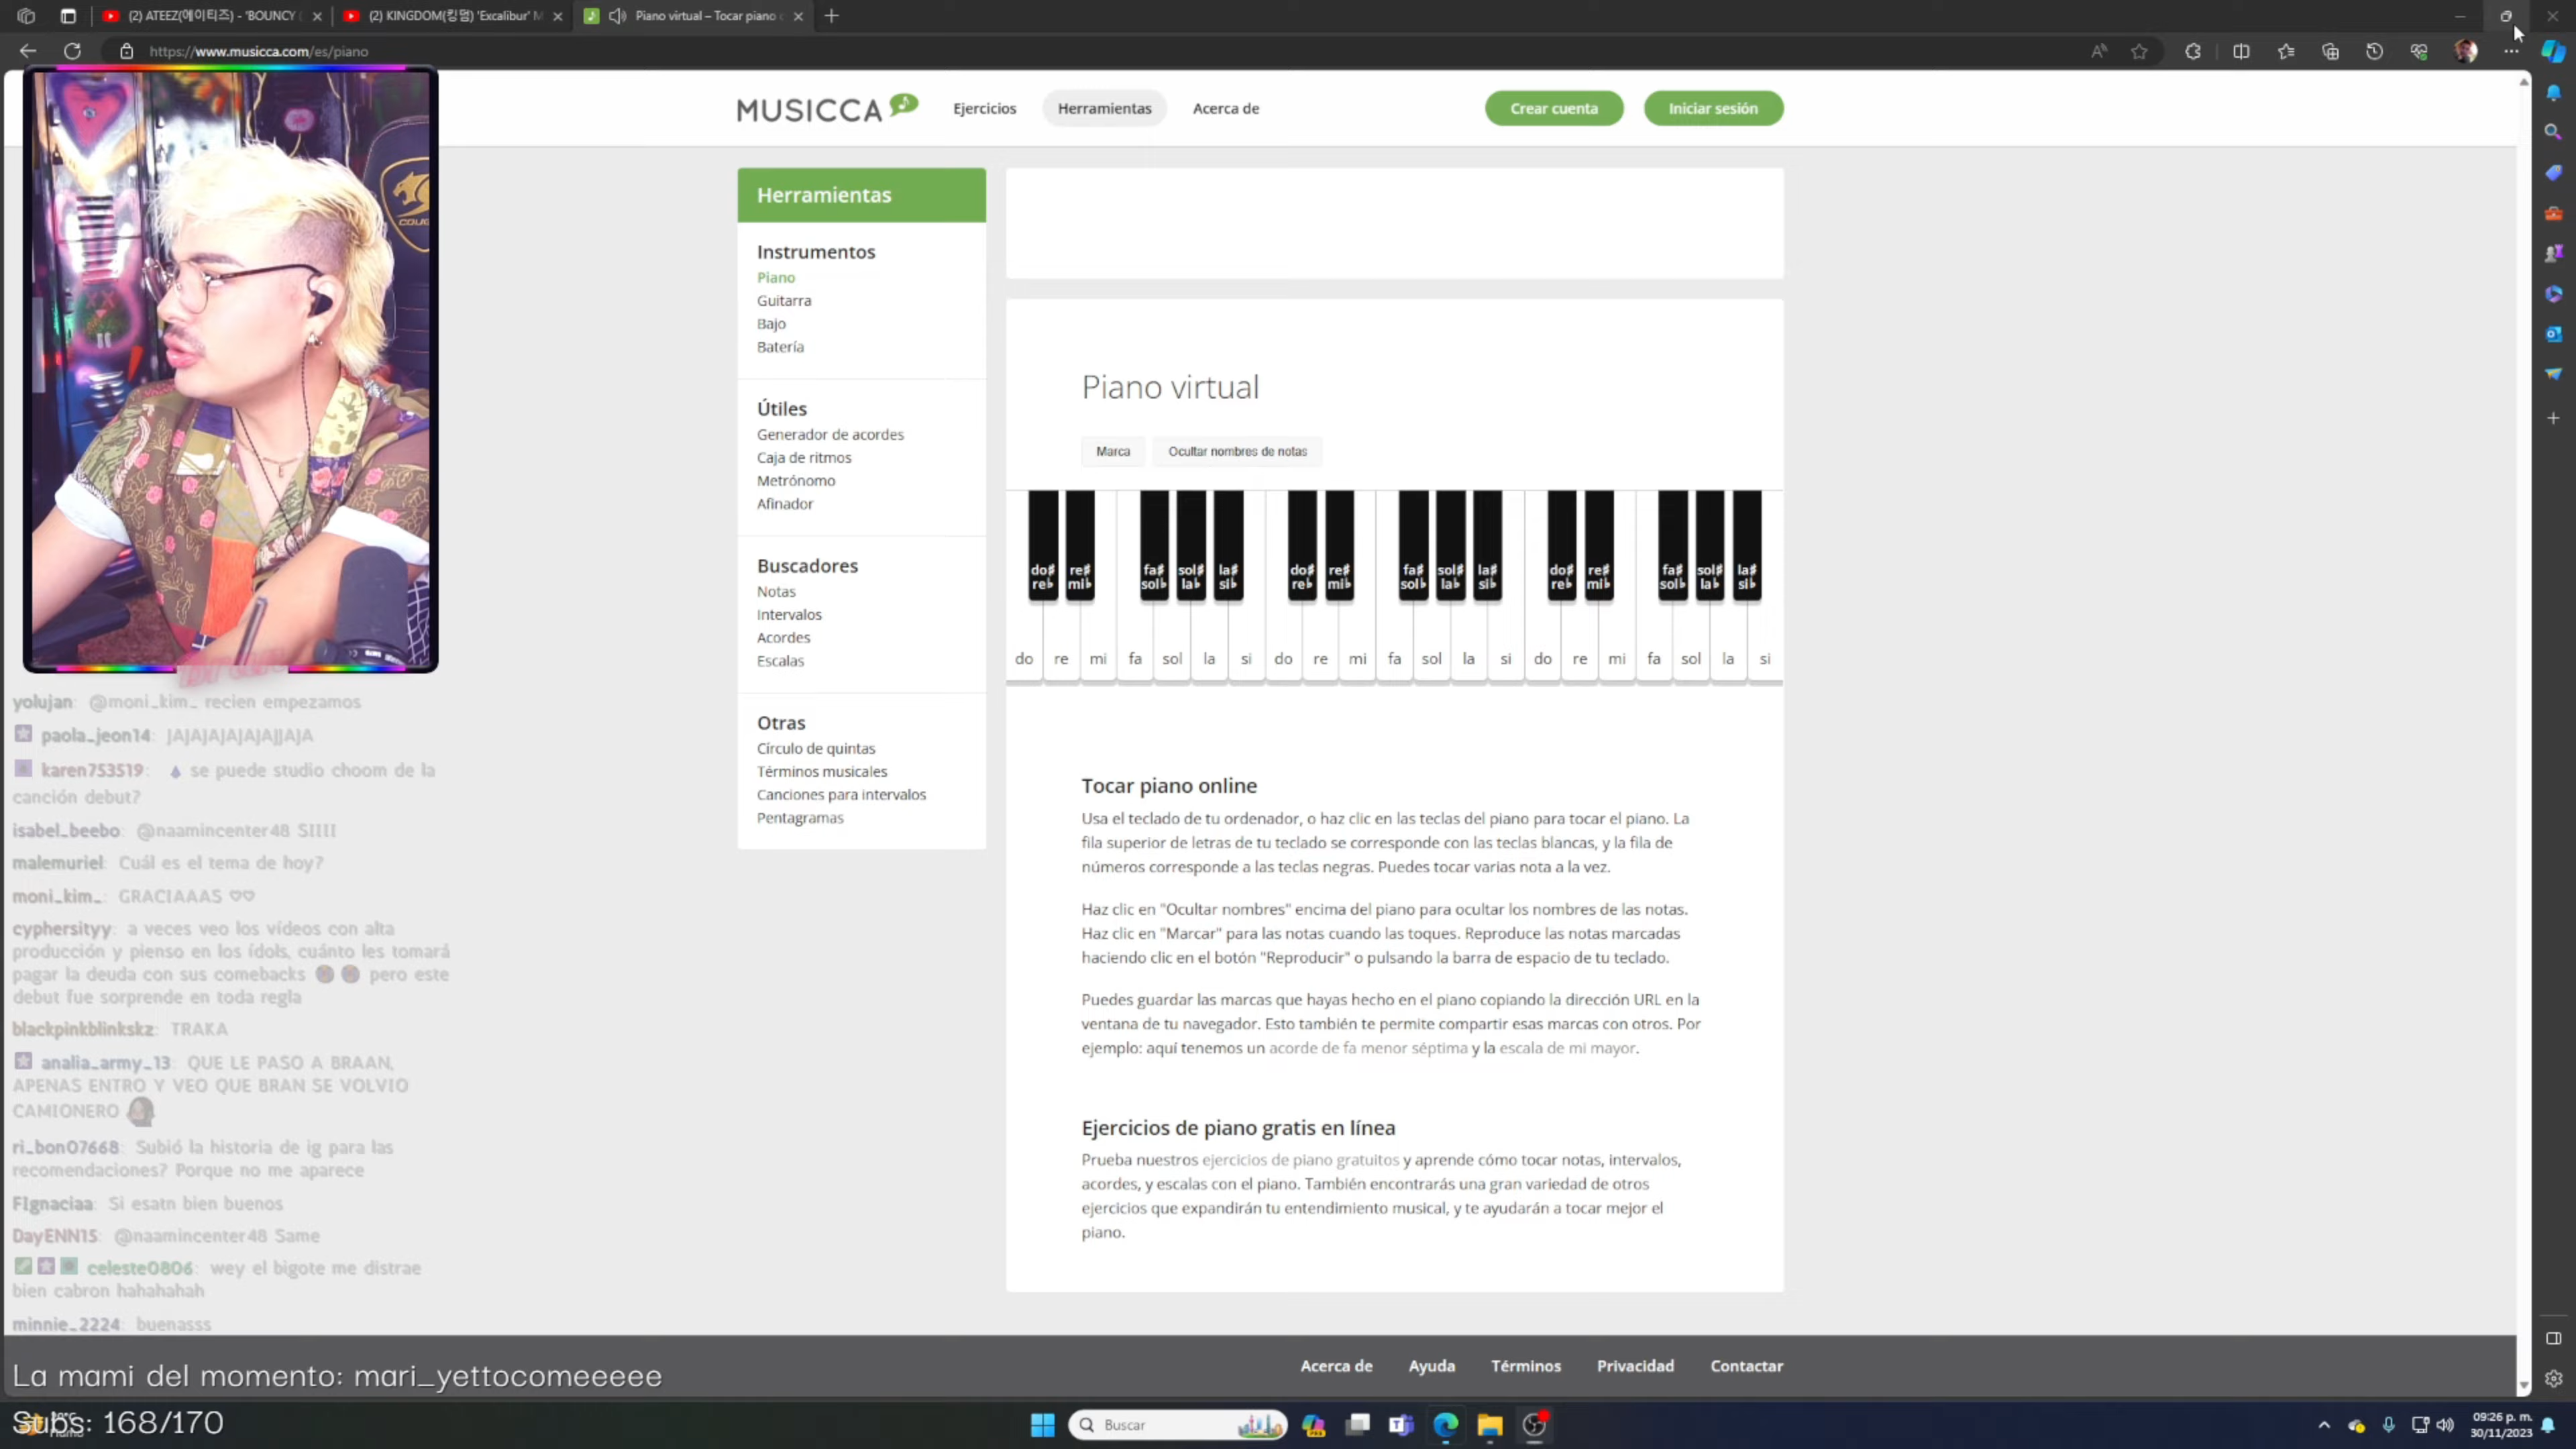 (2) ATEEZ(에이티즈) - 'BOUNCY (
(2) KINGDOM(킹덤) 'Excalibur' M
Piano virtual – Tocar piano o
https://www.musicca.com/es/piano
MUSICCA
Ejercicios
Herramientas
Acerca de
Crear cuenta
Iniciar sesión
COUG
Herramientas
Instrumentos
Piano
Guitarra
Bajo
Batería
Útiles
Generador de acordes
Caja de ritmos
Metrónomo
Afinador
Buscadores
Notas
Intervalos
Acordes
Escalas
Otras
Círculo de quintas
Términos musicales
Canciones para intervalos
Pentagramas
Piano virtual
Marca
Ocultar nombres de notas
do♯ re♯ fa♯ sol♯ la♯ do♯ re♯ fa♯ sol♯ la♯ do♯ re♯ fa♯ sol♯ la♯
re♭ mi♭ sol♭ la♭ si♭ re♭ mi♭ sol♭ la♭ si♭ re♭ mi♭ sol♭ la♭ si♭
do re mi fa sol la si do re mi fa sol la si do re mi fa sol la si
Tocar piano online
Usa el teclado de tu ordenador, o haz clic en las teclas del piano para tocar el piano. La
fila superior de letras de tu teclado se corresponde con las teclas blancas, y la fila de
números corresponde a las teclas negras. Puedes tocar varias nota a la vez.
Haz clic en "Ocultar nombres" encima del piano para ocultar los nombres de las notas.
Haz clic en "Marcar" para las notas cuando las toques. Reproduce las notas marcadas
haciendo clic en el botón "Reproducir" o pulsando la barra de espacio de tu teclado.
Puedes guardar las marcas que hayas hecho en el piano copiando la dirección URL en la
ventana de tu navegador. Esto también te permite compartir esas marcas con otros. Por
ejemplo: aquí tenemos un acorde de fa menor séptima y la escala de mi mayor.
Ejercicios de piano gratis en línea
Prueba nuestros ejercicios de piano gratuitos y aprende cómo tocar notas, intervalos,
acordes, y escalas con el piano. También encontrarás una gran variedad de otros
ejercicios que expandirán tu entendimiento musical, y te ayudarán a tocar mejor el
piano.
yolujan: @moni_kim_ recien empezamos
paola_jeon14: JAJAJAJAJAJJAJA
karen753519: se puede studio choom de la
canción debut?
isabel_beebo: @naamincenter48 SIIII
malemuriel: Cuál es el tema de hoy?
moni_kim_: GRACIAAAS ♡♡
cyphersityy: a veces veo los vídeos con alta
producción y pienso en los ídols, cuánto les tomará
pagar la deuda con sus comebacks pero este
debut fue sorprende en toda regla
blackpinkblinkskz: TRAKA
analia_army_13: QUE LE PASO A BRAAN,
APENAS ENTRO Y VEO QUE BRAN SE VOLVIO
CAMIONERO
ri_bon07668: Subió la historia de ig para las
recomendaciones? Porque no me aparece
FIgnaciaa: Si esatn bien buenos
DayENN15: @naamincenter48 Same
celeste0806: wey el bigote me distrae
bien cabron hahahahah
minnie_2224: buenasss
La mami del momento: mari_yettocomeeeee
Subs: 168/170
Acerca de
Ayuda
Términos
Privacidad
Contactar
Buscar
09:26 p. m.
30/11/2023